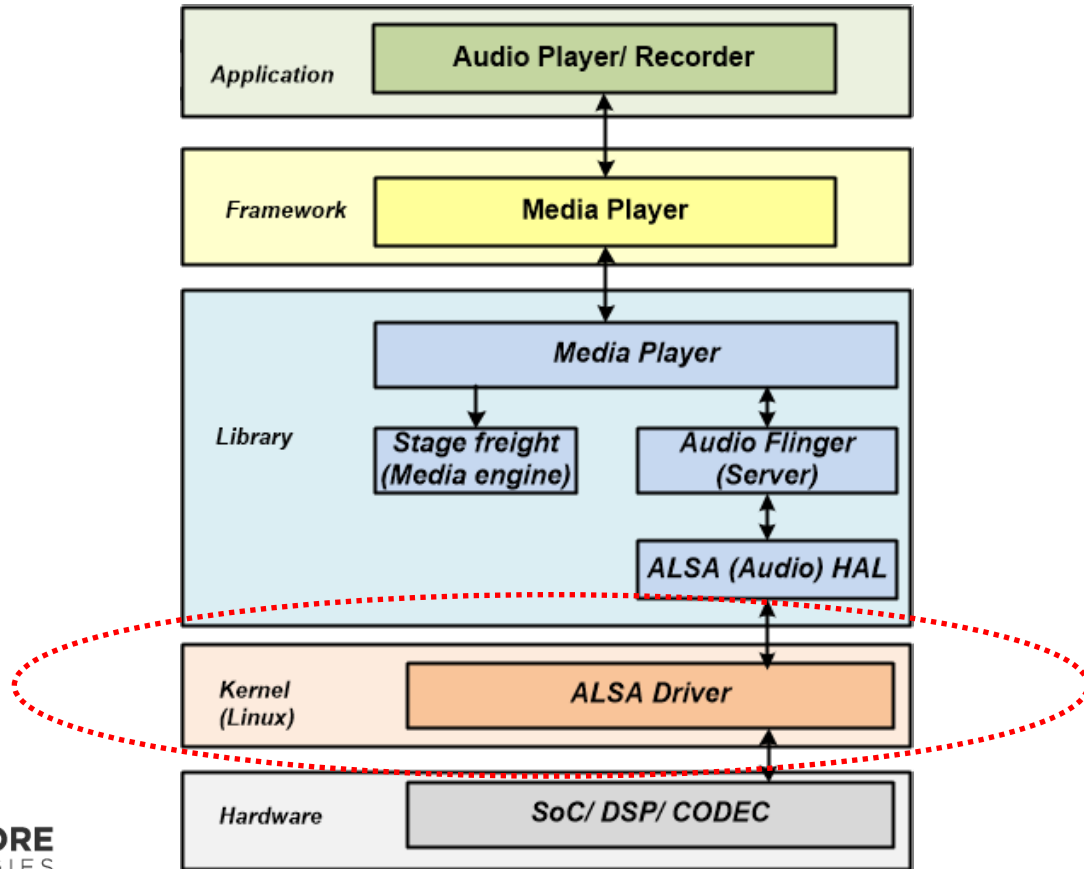 Application
Audio Player/ Recorder
Framework
Media Player
Library
Media Player
Stage freight
(Media engine)
Audio Flinger
(Server)
ALSA (Audio) HAL
Kernel
(Linux)
ALSA Driver
Hardware
SoC/ DSP/ CODEC
ORE
GIES